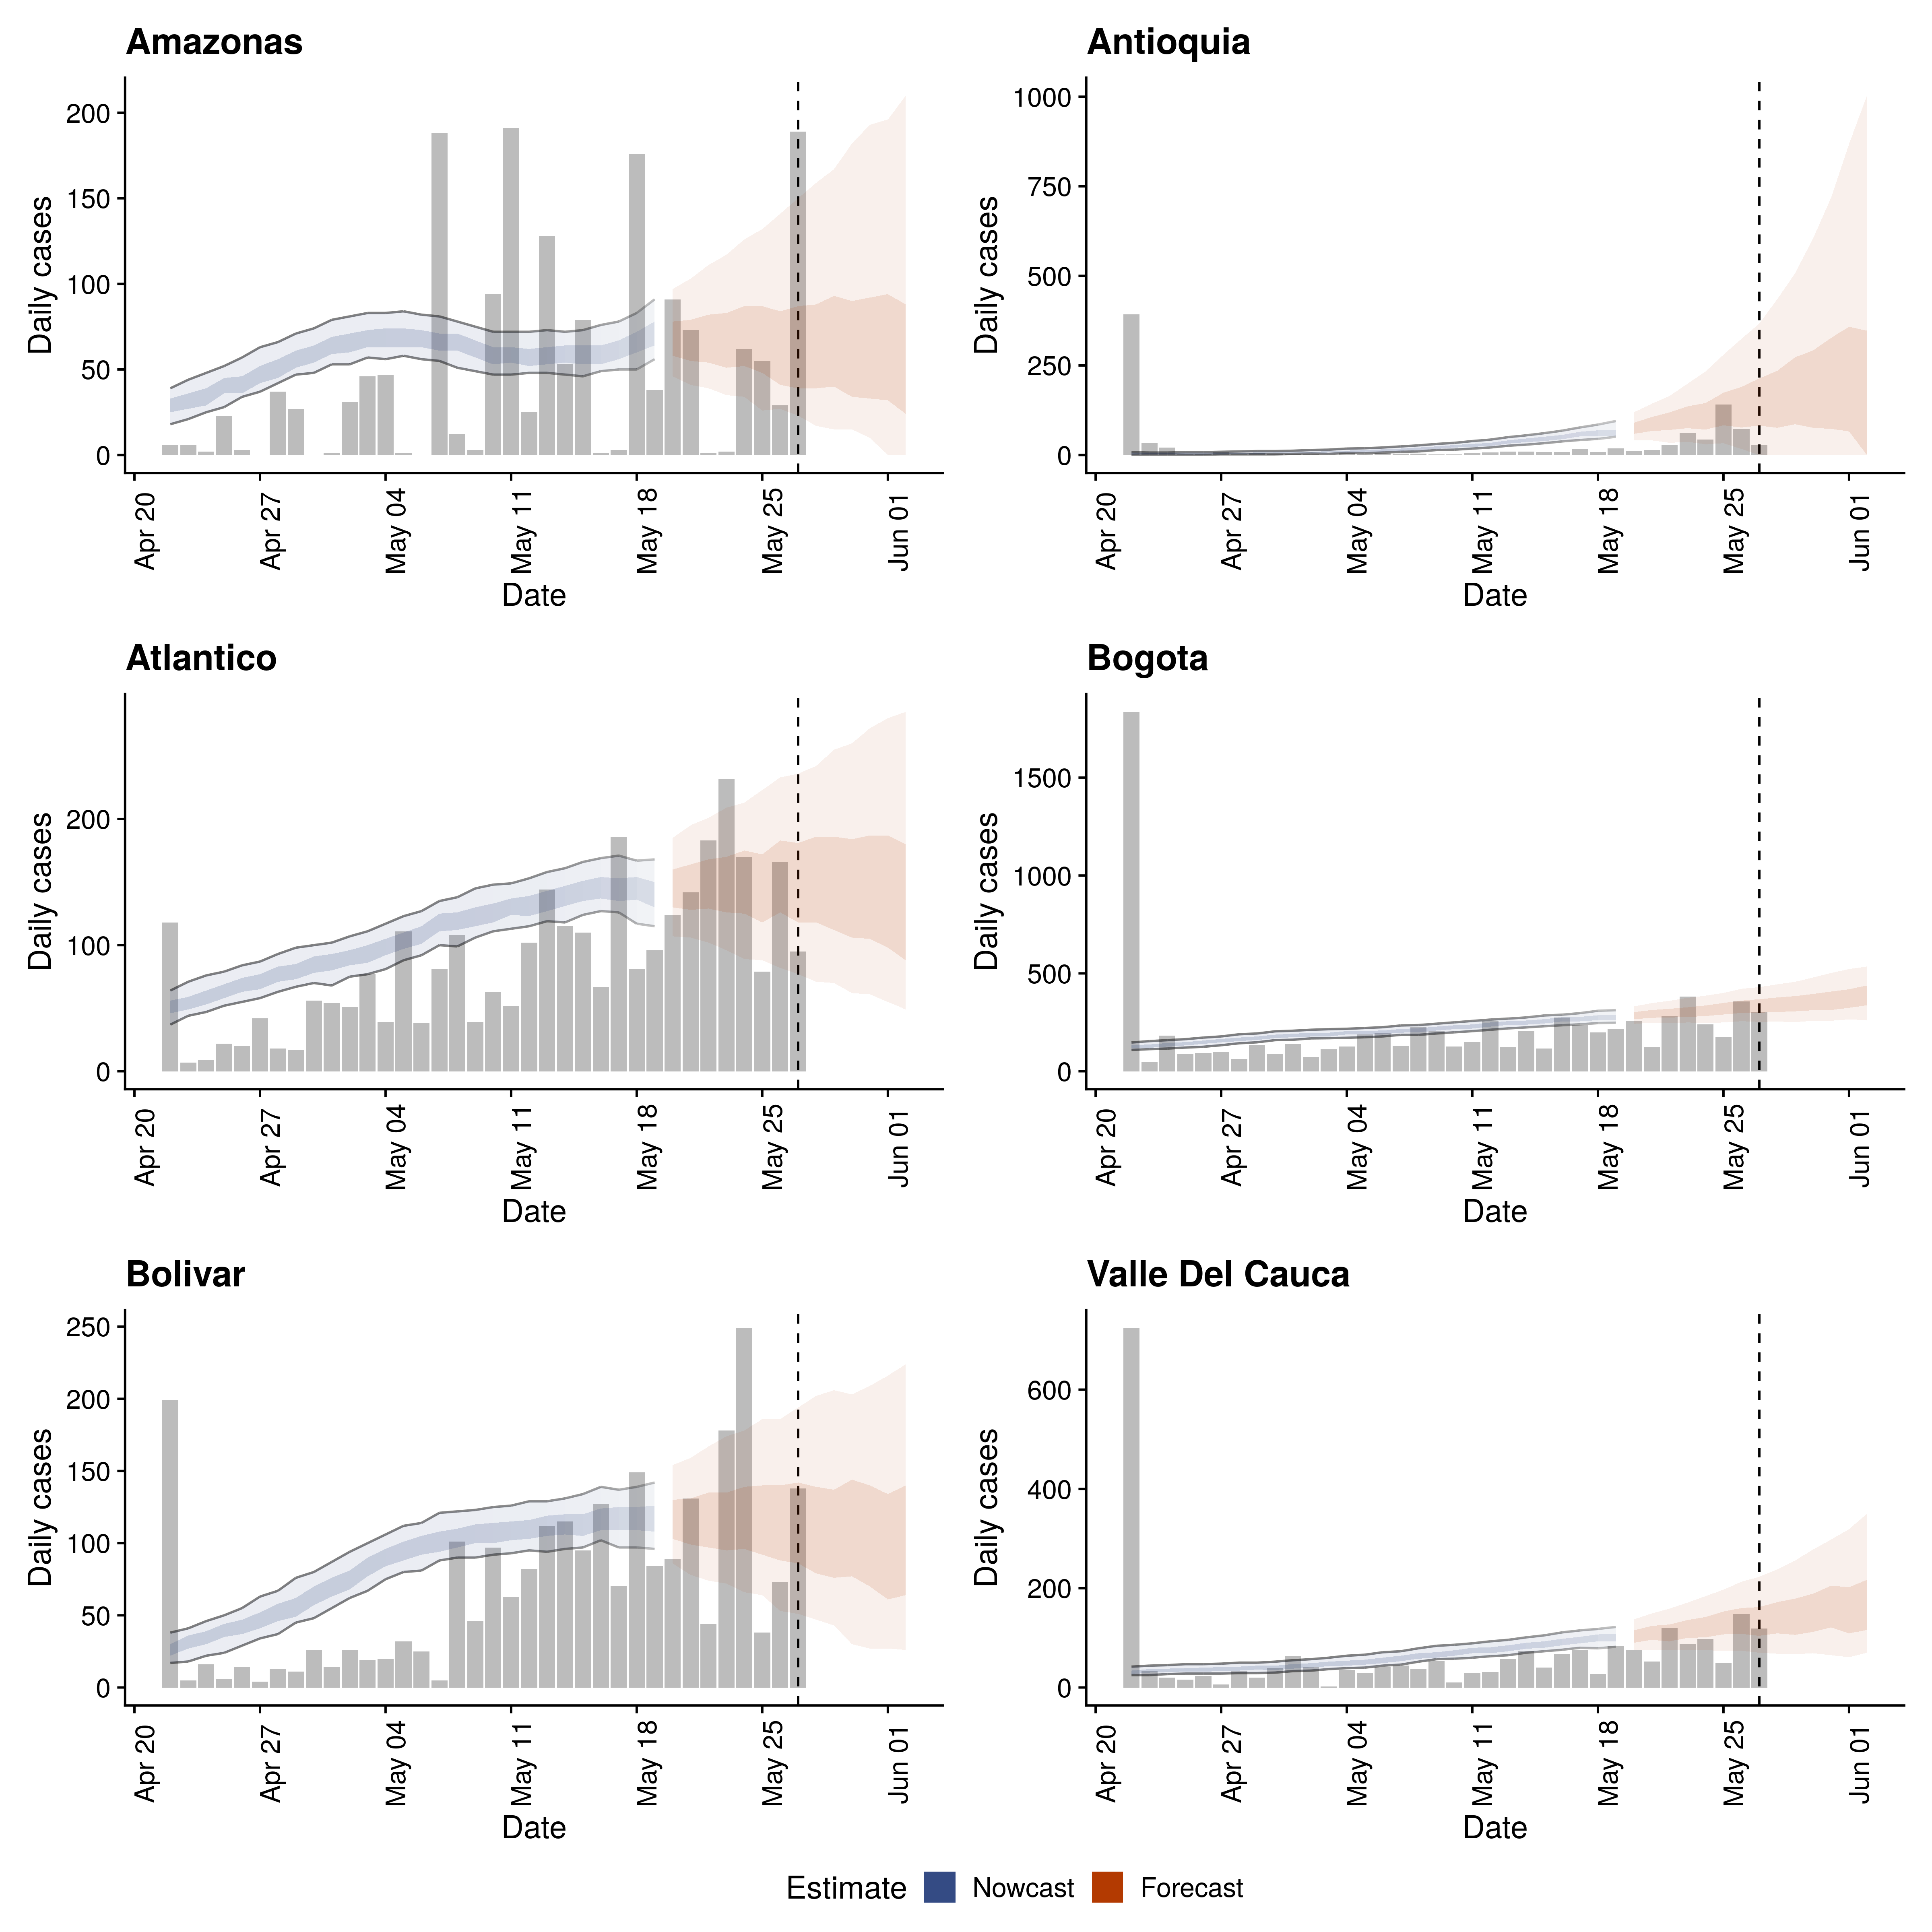 Amazonas
Daily cases
200
150
100
50
0
Apr 20
Apr 27
May 04
May 11
May 18
May 25
Jun 01
Date
Antioquia
Daily cases
1000
750
500
250
0
Apr 20
Apr 27
May 04
May 11
May 18
May 25
Jun 01
Date
Atlantico
Daily cases
200
100
0
Apr 20
Apr 27
May 04
May 11
May 18
May 25
Jun 01
Date
Bogota
Daily cases
1500
1000
500
0
Apr 20
Apr 27
May 04
May 11
May 18
May 25
Jun 01
Date
Bolivar
Daily cases
250
200
150
100
50
0
Apr 20
Apr 27
May 04
May 11
May 18
May 25
Jun 01
Date
Valle Del Cauca
Daily cases
600
400
200
0
Apr 20
Apr 27
May 04
May 11
May 18
May 25
Jun 01
Date
Estimate Nowcast Forecast